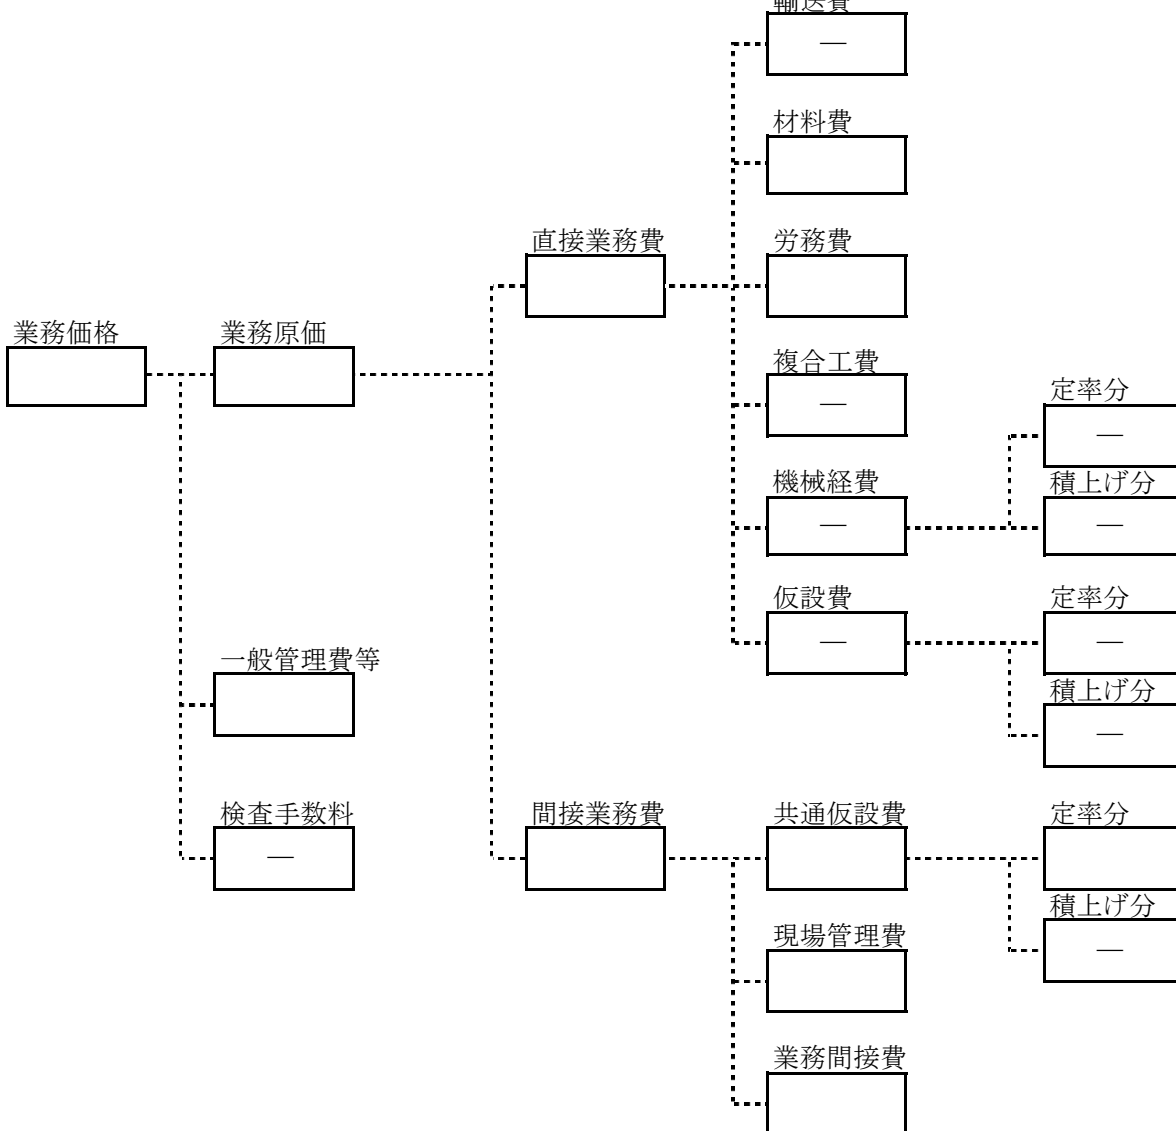 輸送費
―
材料費
直接業務費
労務費
業務価格
業務原価
複合工費
―
定率分
―
機械経費
―
積上げ分
―
仮設費
―
定率分
―
一般管理費等
積上げ分
―
検査手数料
―
間接業務費
共通仮設費
定率分
積上げ分
―
現場管理費
業務間接費